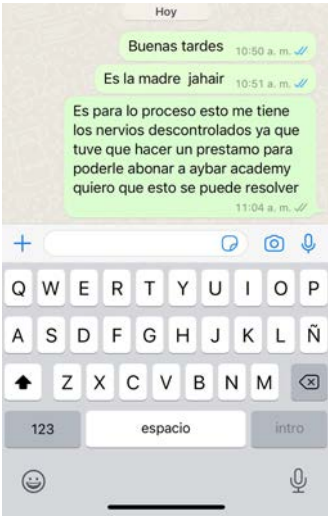 Hoy
Buenas tardes 10:50 a. m.
Es la madre jahair 10:51 a. m.
Es para lo proceso esto me tiene
los nervios descontrolados ya que
tuve que hacer un prestamo para
poderle abonar a aybar academy
quiero que esto se puede resolver
11:04 a. m.
Q W E R T Y U I O P
A S D F G H J K L Ñ
Z X C V B N M
123 espacio intro